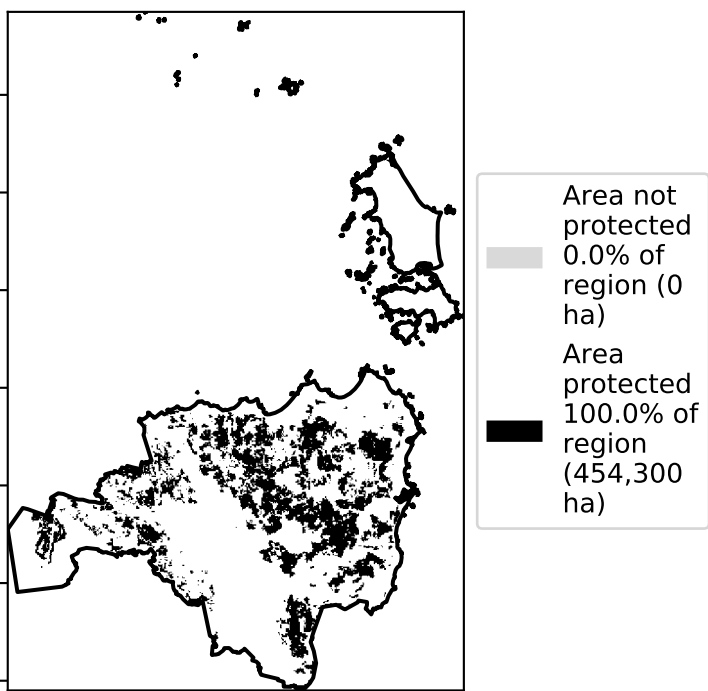 Area not
protected
0.0% of
region (0
ha)
Area
protected
100.0% of
region
(454,300
ha)